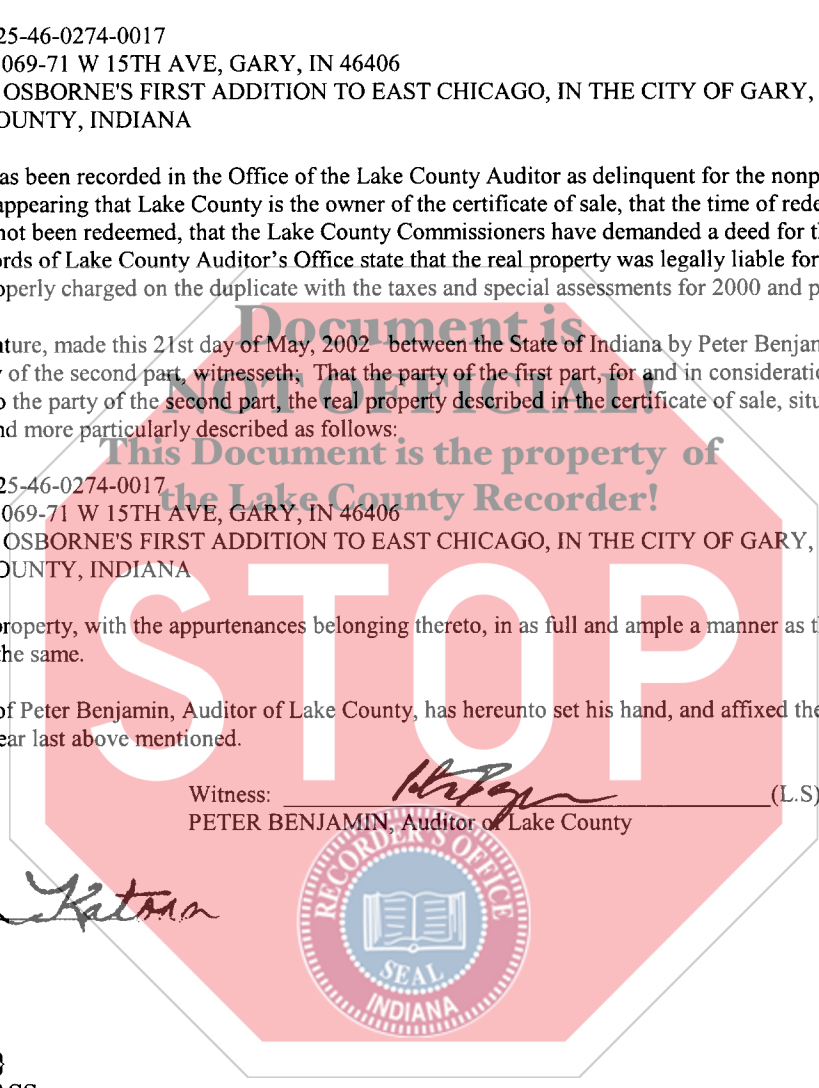 25-46-0274-0017
069-71 W 15TH AVE, GARY, IN 46406
OSBORNE'S FIRST ADDITION TO EAST CHICAGO, IN THE CITY OF GARY,
OUNTY, INDIANA
as been recorded in the Office of the Lake County Auditor as delinquent for the nonp
appearing that Lake County is the owner of the certificate of sale, that the time of rede
not been redeemed, that the Lake County Commissioners have demanded a deed for t
rds of Lake County Auditor's Office state that the real property was legally liable for
operly charged on the duplicate with the taxes and special assessments for 2000 and p
Document is
ture, made this 21st day of May, 2002 between the State of Indiana by Peter Benjam
of the second part, witnesseth; That the party of the first part, for and in consideratio
NOT OFFICIAL!
o the party of the second part, the real property described in the certificate of sale, situ
nd more particularly described as follows:
This Document is the property of
25-46-0274-0017
the Lake County Recorder!
069-71 W 15TH AVE, GARY, IN 46406
OSBORNE'S FIRST ADDITION TO EAST CHICAGO, IN THE CITY OF GARY,
OUNTY, INDIANA
STOP
property, with the appurtenances belonging thereto, in as full and ample a manner as t
he same.
of Peter Benjamin, Auditor of Lake County, has hereunto set his hand, and affixed the
ear last above mentioned.
Witness: (L.S)
PETER BENJAMIN, Auditor of Lake County
RECORDER'S OFFICE
SEAL
INDIANA